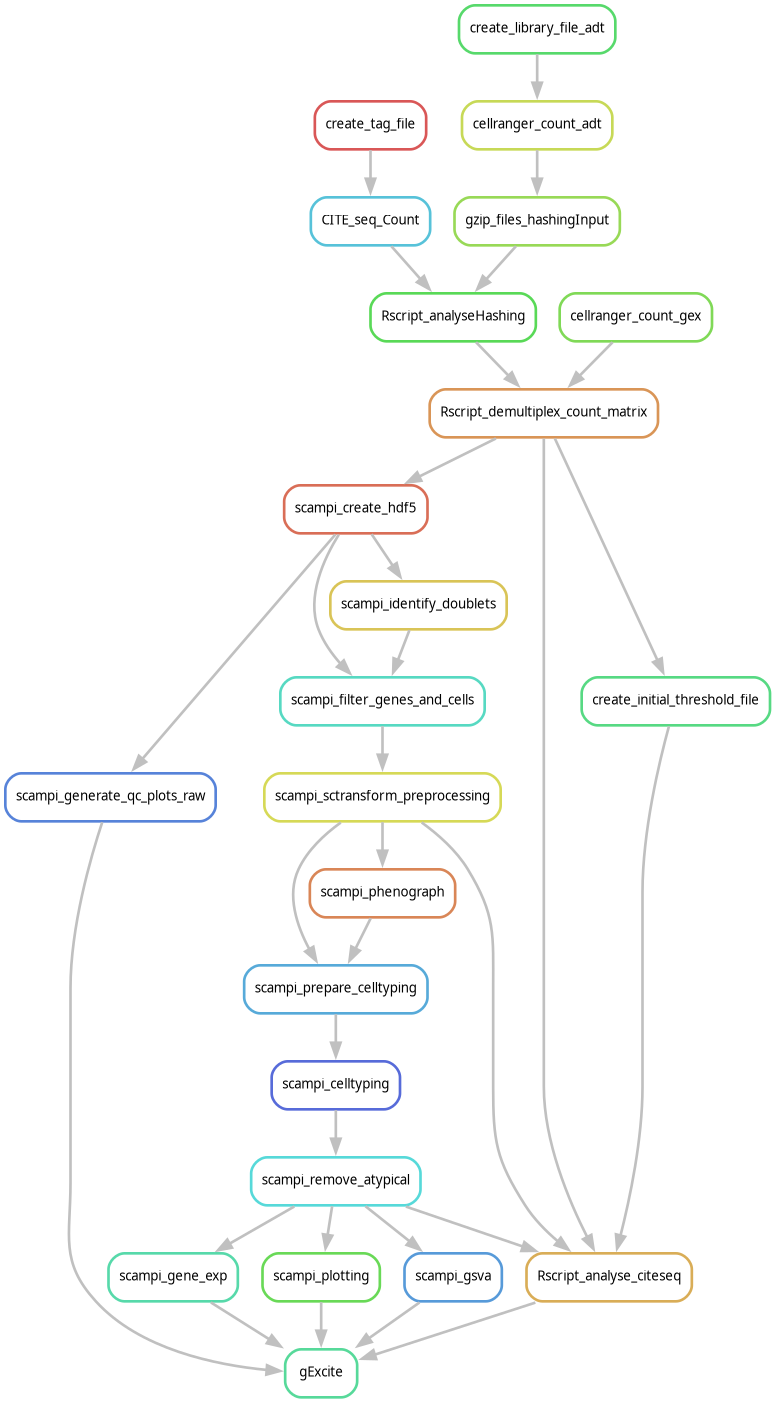 create_library_file_adt
create_tag_file
cellranger_count_adt
CITE_seq_Count
gzip_files_hashingInput
Rscript_analyseHashing
cellranger_count_gex
Rscript_demultiplex_count_matrix
scampi_create_hdf5
scampi_identify_doublets
scampi_filter_genes_and_cells
create_initial_threshold_file
scampi_generate_qc_plots_raw
scampi_sctransform_preprocessing
scampi_phenograph
scampi_prepare_celltyping
scampi_celltyping
scampi_remove_atypical
scampi_gene_exp
scampi_plotting
scampi_gsva
Rscript_analyse_citeseq
gExcite